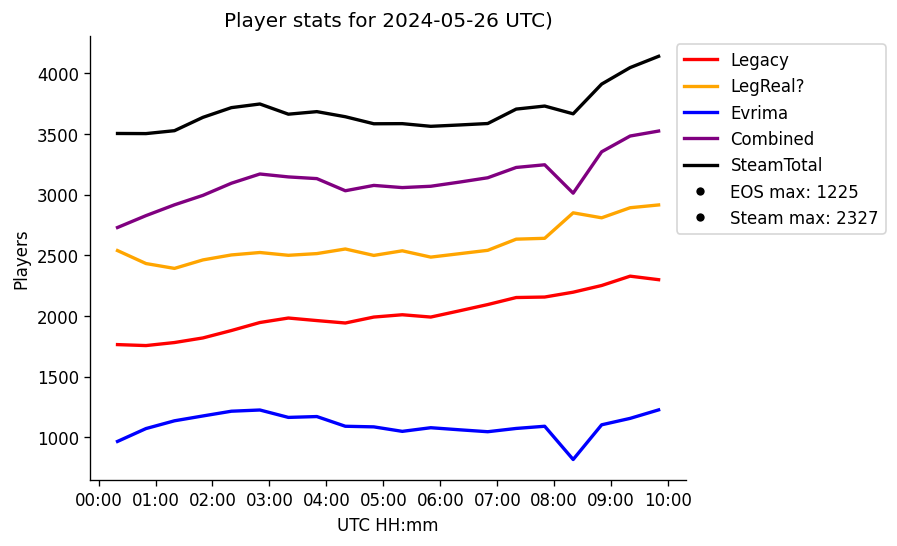 Player stats for 2024-05-26 UTC)
Legacy
LegReal?
Evrima
Combined
SteamTotal
EOS max: 1225
Steam max: 2327
Players
4000
3500
3000
2500
2000
1500
1000
00:00 01:00 02:00 03:00 04:00 05:00 06:00 07:00 08:00 09:00 10:00
UTC HH:mm